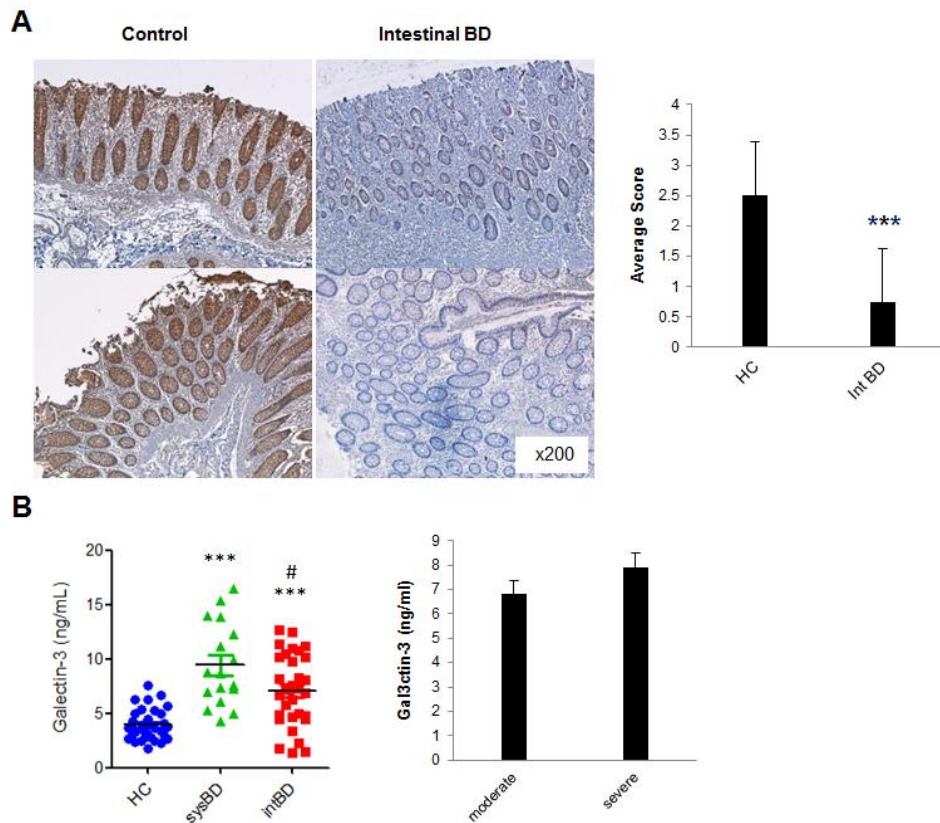 A
Control Intestinal BD
x200
Average Score
4
3.5
3
2.5
2
1.5
1
0.5
0
***
HC Int BD
B
Galectin-3 (ng/mL)
20
15
10
5
0
***
#
***
HC sysBD intBD
Gal3ctin-3 (ng/ml)
9
8
7
6
5
4
3
2
1
0
moderate severe